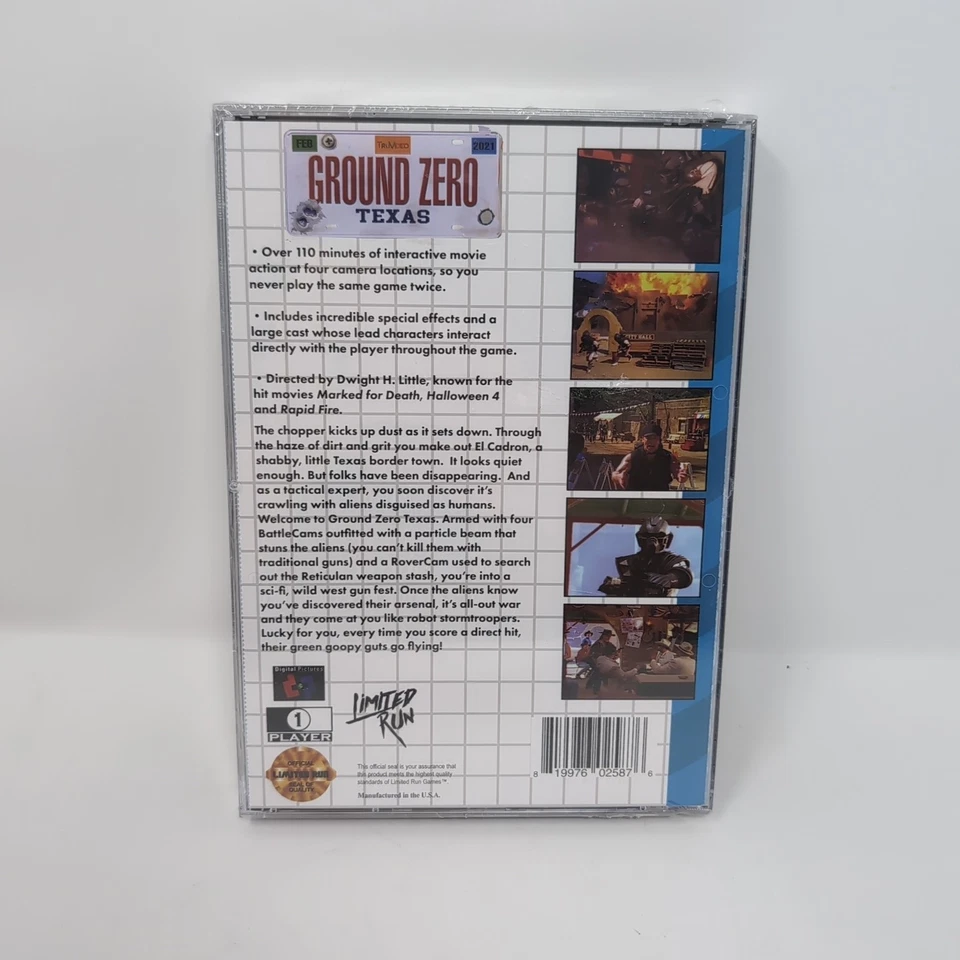 FEB
TriMoto
2021
GROUND ZERO
TEXAS
• Over 110 minutes of interactive movie
action at four camera locations, so you
never play the same game twice.
• Includes incredible special effects and a
large cast whose lead characters interact
directly with the player throughout the game.
• Directed by Dwight H. Little, known for the
hit movies Marked for Death, Halloween 4
and Rapid Fire.
The chopper kicks up dust as it sets down. Through
the haze of dirt and grit you make out El Cadron, a
shabby, little Texas border town. It looks quiet
enough. But folks have been disappearing. And
as a tactical expert, you soon discover it's
crawling with aliens disguised as humans.
Welcome to Ground Zero Texas. Armed with four
BattleCams outfitted with a particle beam that
stuns the aliens (you can't kill them with
traditional guns) and a RoverCam used to search
out the Reticulan weapon stash, you're into a
sci-fi, wild west gun fest. Once the aliens know
you've discovered their arsenal, it's all-out war
and they come at you like robot stormtroopers.
Lucky for you, every time you score a direct hit,
their green goopy guts go flying!
CITY HALL
Digital Pictures
1
PLAYER
LIMITED
RUN
OFFICIAL
LIMITED RUN
SEAL OF
QUALITY
This official seal is your assurance that
this product meets the highest quality
standards of Limited Run Games™.
Manufactured in the U.S.A.
8 19976 02587 6